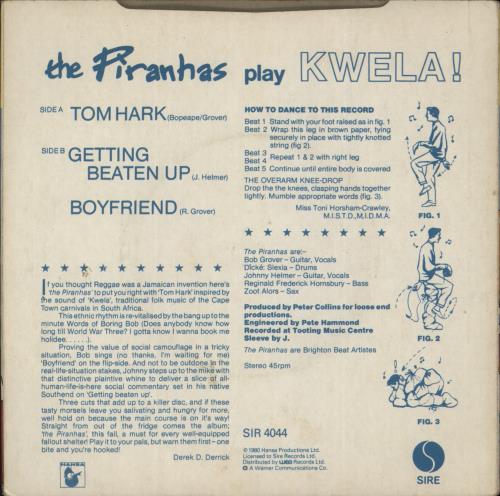 the Piranhas play KWELA!
SIDE A TOM HARK (Bopeape/Grover)
SIDE B GETTING
BEATEN UP (J. Helmer)
BOYFRIEND (R. Grover)
If you thought Reggae was a Jamaican invention here's
'the Piranhas' to put you right with 'Tom Hark' inspired by
the sound of 'Kwela', traditional folk music of the Cape
Town carnivals in South Africa.
This ethnic rhythm is re-vitalised by the bang up to the
minute Words of Boring Bob (Does anybody know how
long till World War Three? I gotta know I wanna book me
holidee. . . . . .).
Proving the value of social camouflage in a tricky
situation, Bob sings (no thanks, I'm waiting for me)
'Boyfriend' on the flip-side. And not to be outdone in the
real-life-situation stakes, Johnny steps up to the mike with
that distinctive plaintive whine to deliver a slice of all-
human-life-is-here social commentary set in his native
Southend on 'Getting beaten up'.
Three cuts that add up to a killer disc, and if these
tasty morsels leave you salivating and hungry for more,
well hold on because the main course is on it's way!
Straight from out of the fridge comes the album;
'the Piranhas', this fall, a must for every well-equipped
fallout shelter! Play it to your pals, but warn them first – one
bite and you're hooked!
Derek D. Derrick
HANSA
HOW TO DANCE TO THIS RECORD
Beat 1 Stand with your foot raised as in fig. 1
Beat 2 Wrap this leg in brown paper, tying
securely in place with tightly knotted
string (fig 2).
Beat 3
Beat 4 Repeat 1 & 2 with right leg
Beat 5 Continue until entire body is covered
THE OVERARM KNEE-DROP
Drop the the knees, clasping hands together
tightly. Mumble appropriate words (fig. 3).
Miss Toni Horsham-Crawley,
M.I.S.T.D., M.I.D.M.A.
The Piranhas are:–
Bob Grover – Guitar, Vocals
Dické: Slexia – Drums
Johnny Helmer – Guitar, Vocals
Reginald Frederick Hornsbury – Bass
Zoot Alors – Sax
Produced by Peter Collins for loose end
productions.
Engineered by Pete Hammond
Recorded at Tooting Music Centre
Sleeve by J.
The Piranhas are Brighton Beat Artistes
Stereo 45rpm
SIR 4044
℗ 1980 Hansa Productions Ltd.
Licensed to Sire Records Ltd.
Distributed by wea Records Ltd.
A Warner Communications Co.
FIG. 1
FIG. 2
FIG. 3
SIRE